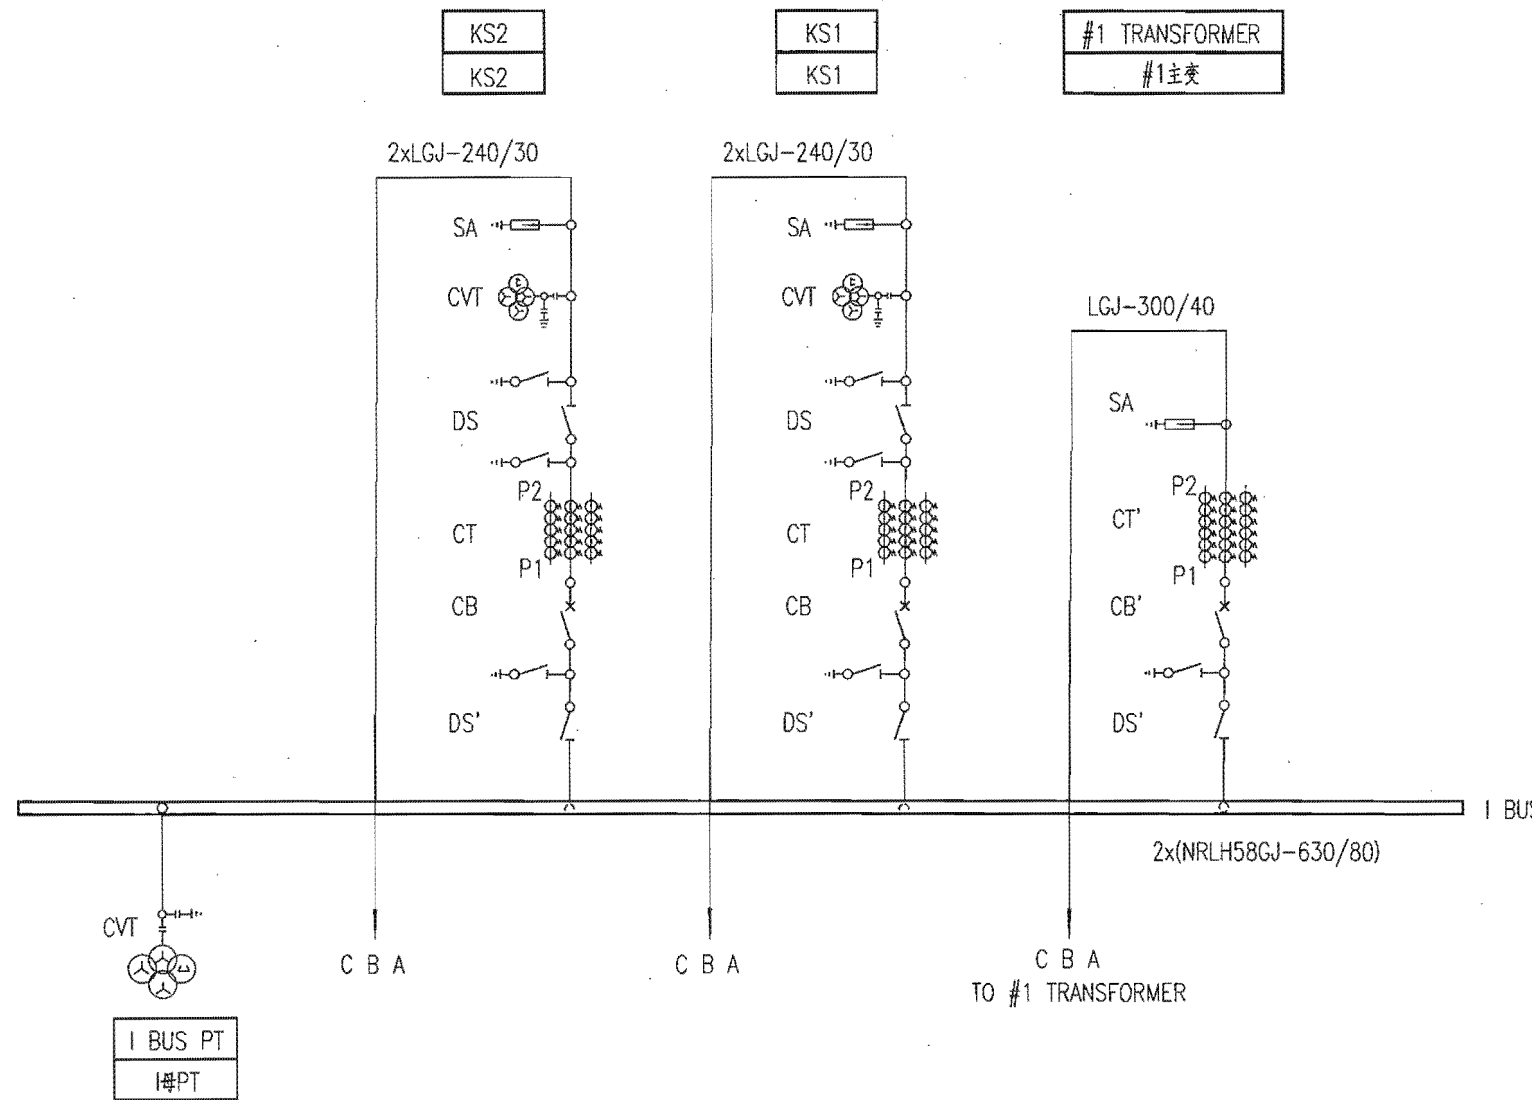 KS2
KS2
KS1
KS1
#1 TRANSFORMER
#1主变
2xLGJ-240/30
2xLGJ-240/30
SA
SA
CVT
CVT
LGJ-300/40
DS
DS
SA
P2
P2
P2
CT
CT
CT'
P1
P1
P1
CB
CB
CB'
DS'
DS'
DS'
I BUS
2x(NRLH58GJ-630/80)
CVT
C B A
C B A
C B A
TO #1 TRANSFORMER
I BUS PT
I母PT